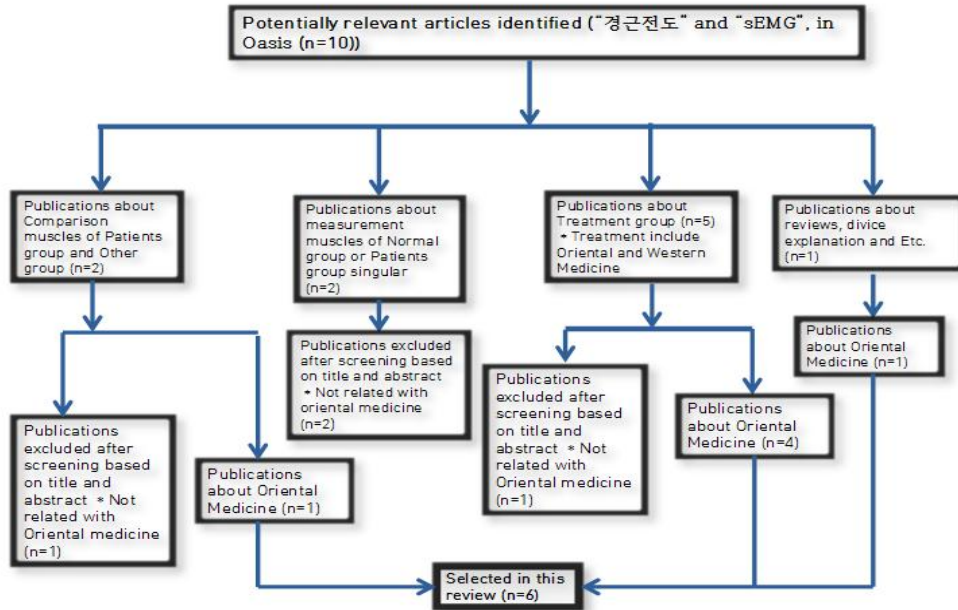 Potentially relevant articles identified (“경근전도” and “sEMG”, in
Oasis (n=10))
Publications about
Comparison
muscles of Patients
group and Other
group (n=2)
Publications about
measurement
muscles of Normal
group or Patients
group singular
(n=2)
Publications about
Treatment group (n=5)
* Treatment include
Oriental and Western
Medicine
Publications about
reviews, divice
explanation and Etc.
(n=1)
Publications
excluded after
screening based
on title and
abstract * Not
related with
Oriental medicine
(n=1)
Publications
about Oriental
Medicine (n=1)
Publications excluded
after screening based
on title and abstract
* Not related with
oriental medicine
(n=2)
Publications
excluded after
screening based
on title and
abstract * Not
related with
Oriental medicine
(n=1)
Publications
about Oriental
Medicine (n=4)
Publications
about Oriental
Medicine (n=1)
Selected in this
review (n=6)